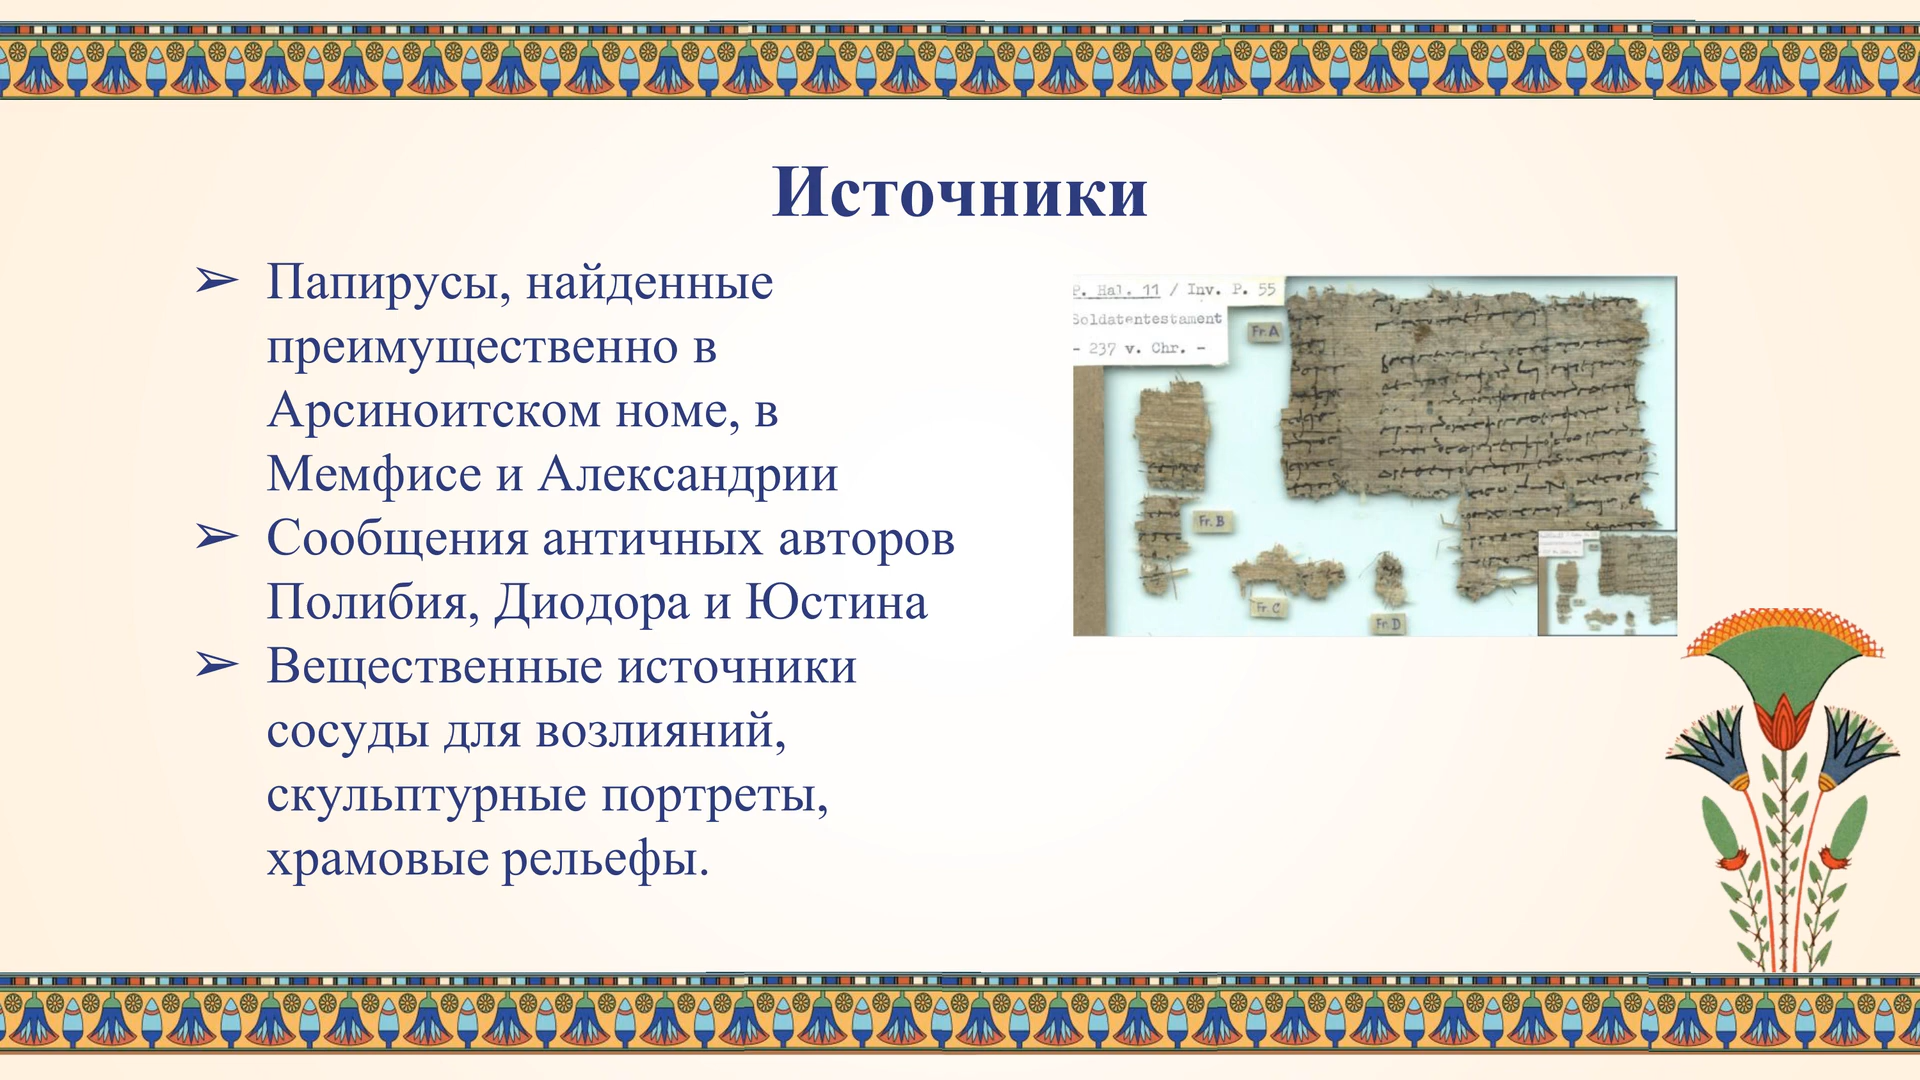 Источники
➢ Папирусы, найденные
преимущественно в
Арсиноитском номе, в
Мемфисе и Александрии
➢ Сообщения античных авторов
Полибия, Диодора и Юстина
➢ Вещественные источники
сосуды для возлияний,
скульптурные портреты,
храмовые рельефы.
P. Hal. 11 / Inv. P. 55
Soldatentestament
- 237 v. Chr. -
Fr. A
Fr. B
Fr. C
Fr. D